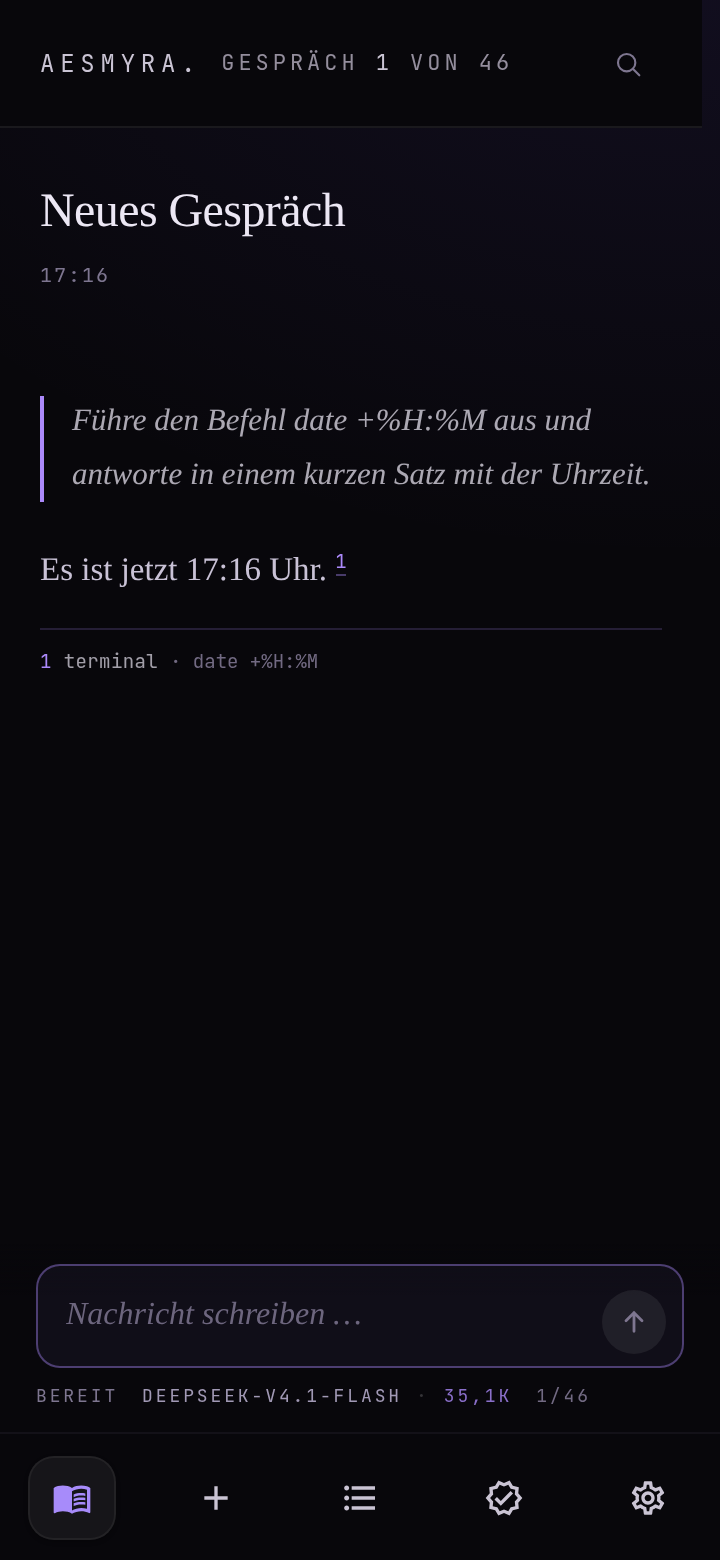 AESMYRA. GESPRÄCH 1 VON 46
Neues Gespräch
17:16
Führe den Befehl date +%H:%M aus und
antworte in einem kurzen Satz mit der Uhrzeit.
Es ist jetzt 17:16 Uhr. 1
1 terminal · date +%H:%M
Nachricht schreiben …
BEREIT DEEPSEEK-V4.1-FLASH · 35,1K 1/46